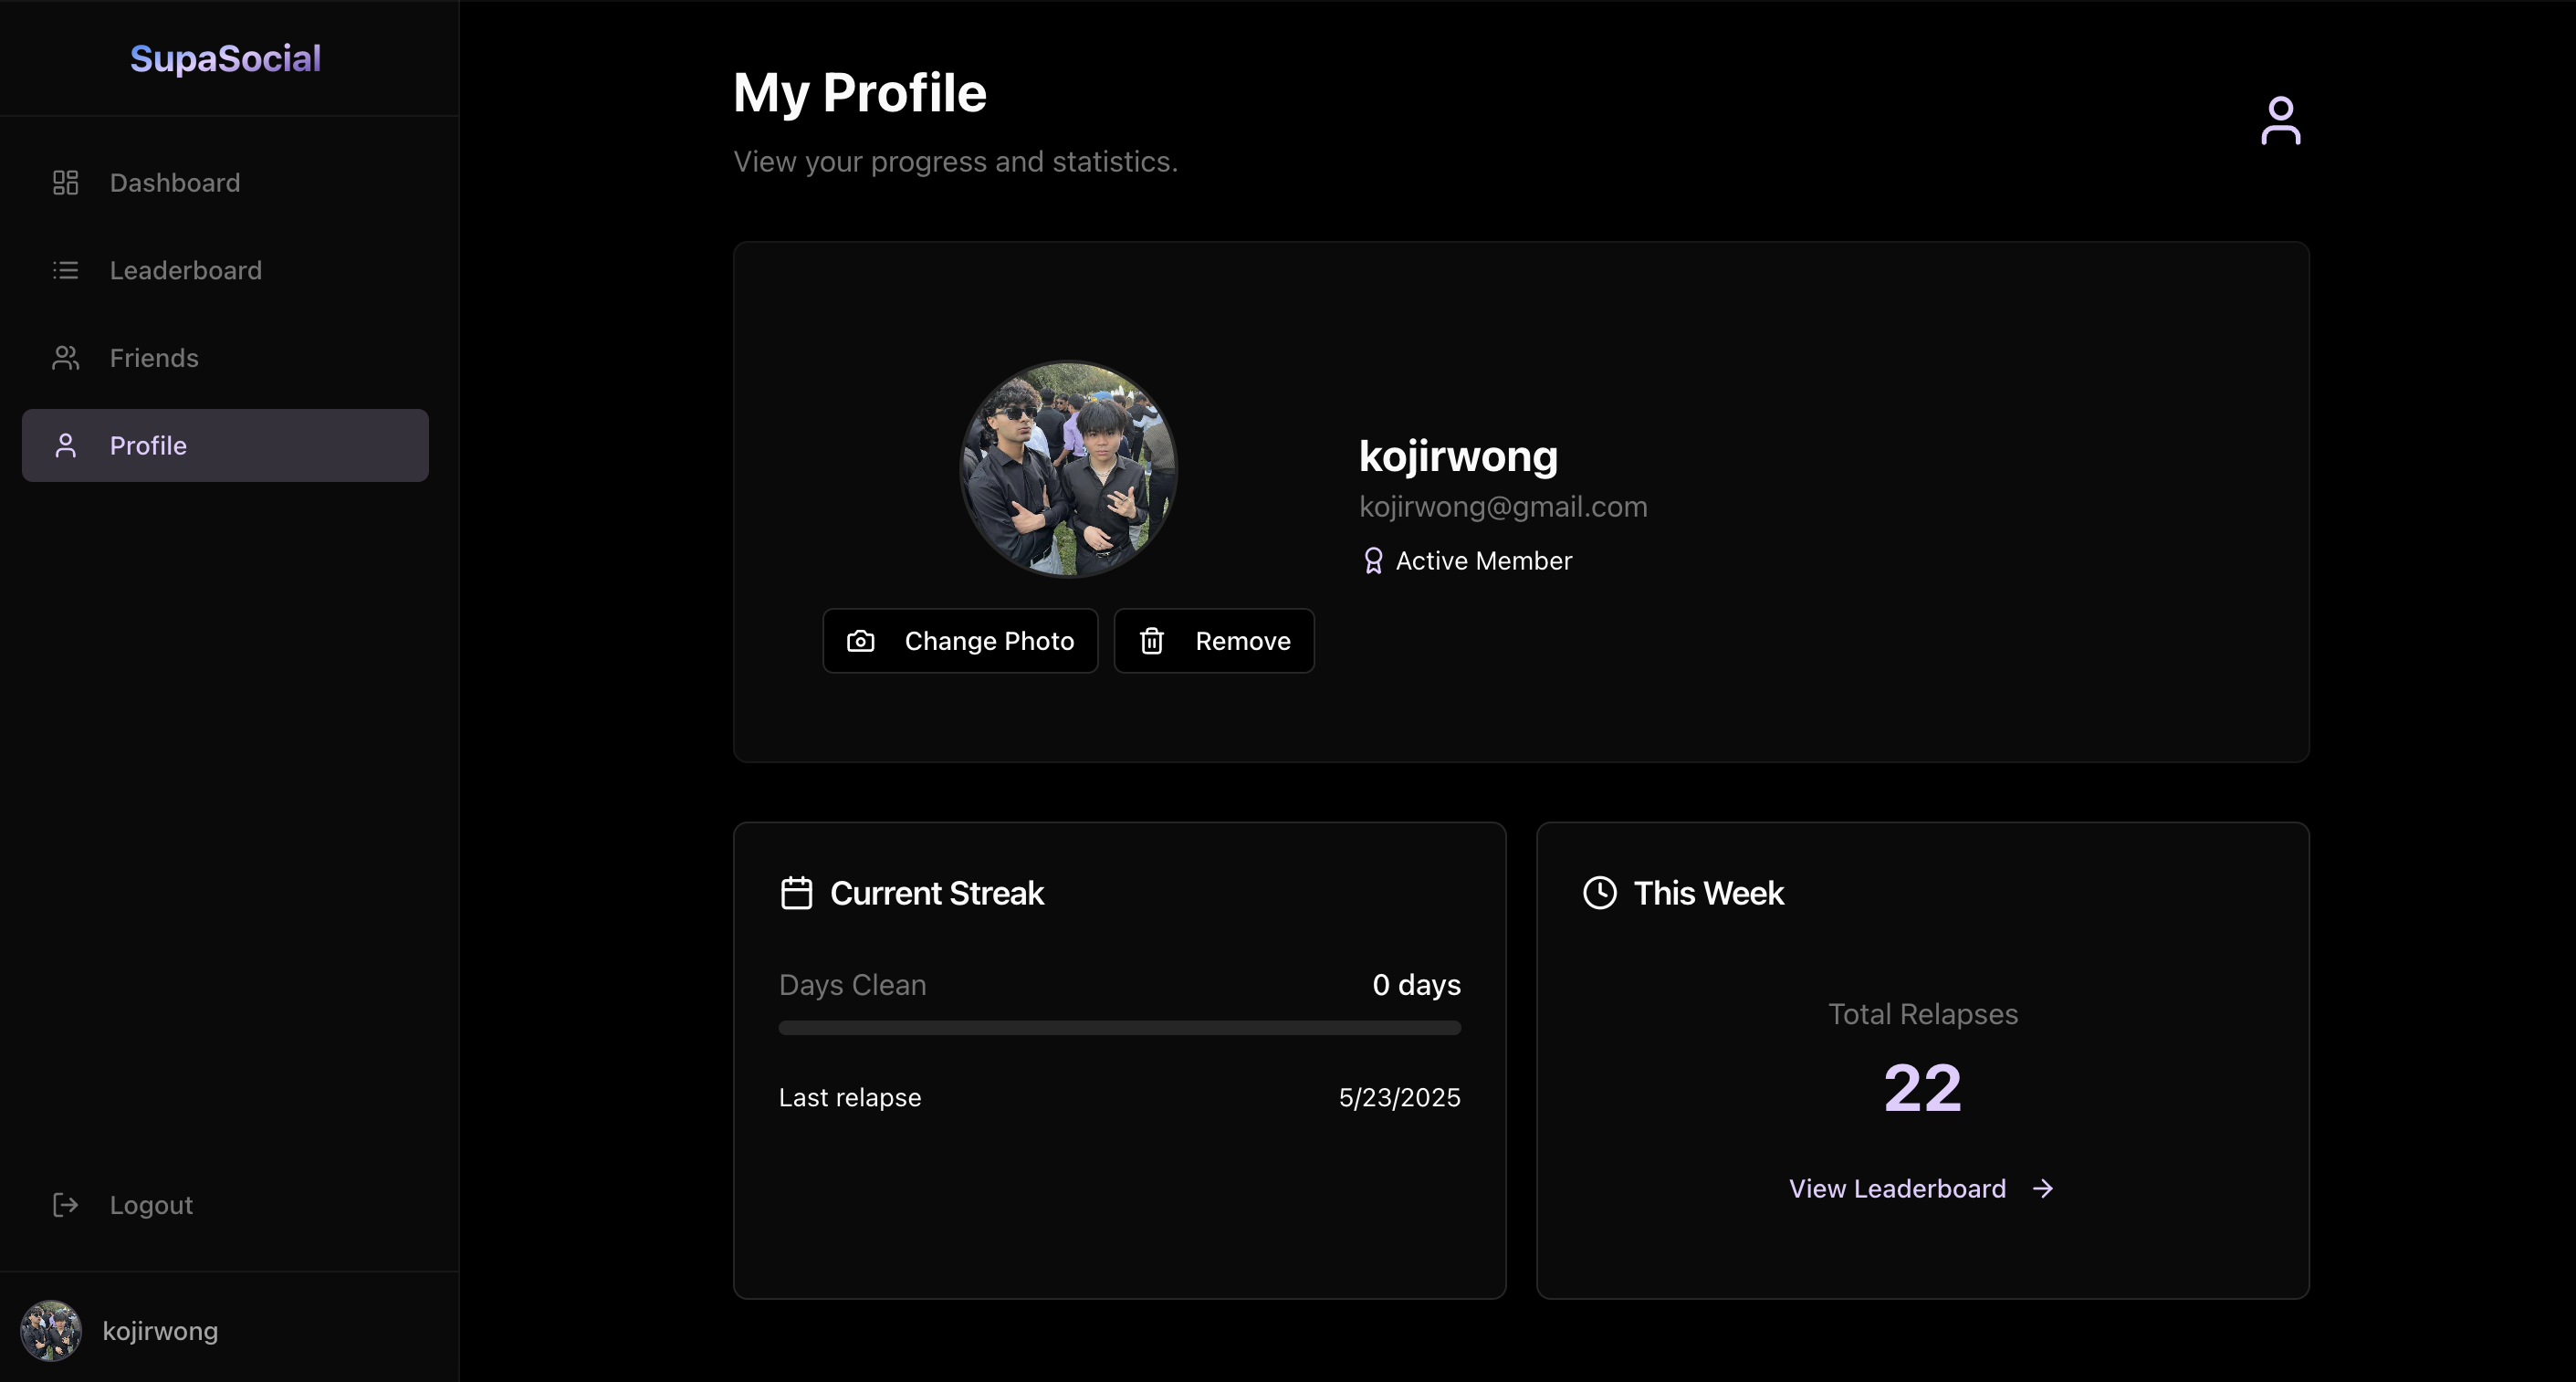 SupaSocial
Dashboard
Leaderboard
Friends
Profile
Logout
kojirwong
My Profile
View your progress and statistics.
kojirwong
kojirwong@gmail.com
Active Member
Change Photo
Remove
Current Streak
Days Clean 0 days
Last relapse 5/23/2025
This Week
Total Relapses
22
View Leaderboard